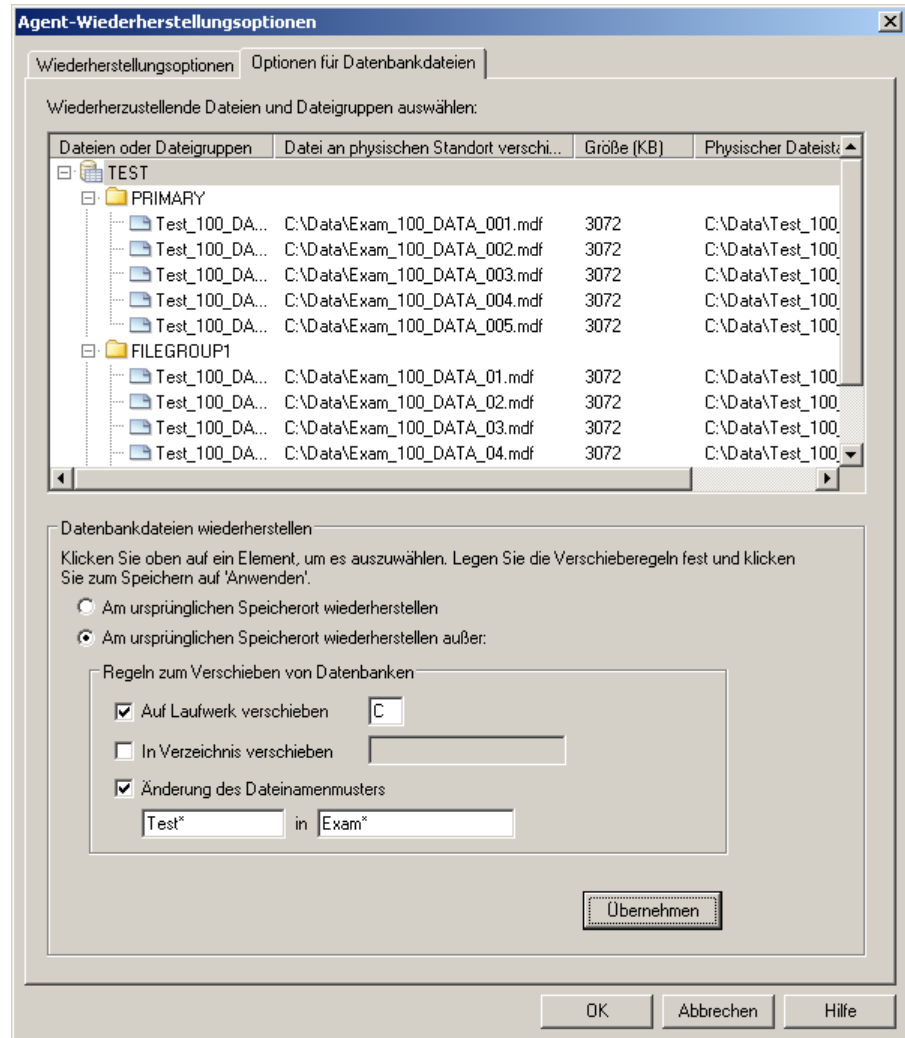 Agent-Wiederherstellungsoptionen
Wiederherstellungsoptionen Optionen für Datenbankdateien
Wiederherzustellende Dateien und Dateigruppen auswählen:
Dateien oder Dateigruppen Datei an physischen Standort verschi... Größe (KB) Physischer Dateista
TEST
PRIMARY
Test_100_DA... C:\Data\Exam_100_DATA_001.mdf 3072 C:\Data\Test_100_
Test_100_DA... C:\Data\Exam_100_DATA_002.mdf 3072 C:\Data\Test_100_
Test_100_DA... C:\Data\Exam_100_DATA_003.mdf 3072 C:\Data\Test_100_
Test_100_DA... C:\Data\Exam_100_DATA_004.mdf 3072 C:\Data\Test_100_
Test_100_DA... C:\Data\Exam_100_DATA_005.mdf 3072 C:\Data\Test_100_
FILEGROUP1
Test_100_DA... C:\Data\Exam_100_DATA_01.mdf 3072 C:\Data\Test_100_
Test_100_DA... C:\Data\Exam_100_DATA_02.mdf 3072 C:\Data\Test_100_
Test_100_DA... C:\Data\Exam_100_DATA_03.mdf 3072 C:\Data\Test_100_
Test_100_DA... C:\Data\Exam_100_DATA_04.mdf 3072 C:\Data\Test_100_
Datenbankdateien wiederherstellen
Klicken Sie oben auf ein Element, um es auszuwählen. Legen Sie die Verschieberegeln fest und klicken
Sie zum Speichern auf 'Anwenden'.
Am ursprünglichen Speicherort wiederherstellen
Am ursprünglichen Speicherort wiederherstellen außer:
Regeln zum Verschieben von Datenbanken
Auf Laufwerk verschieben C
In Verzeichnis verschieben
Änderung des Dateinamenmusters
Test* in Exam*
Übernehmen
OK Abbrechen Hilfe